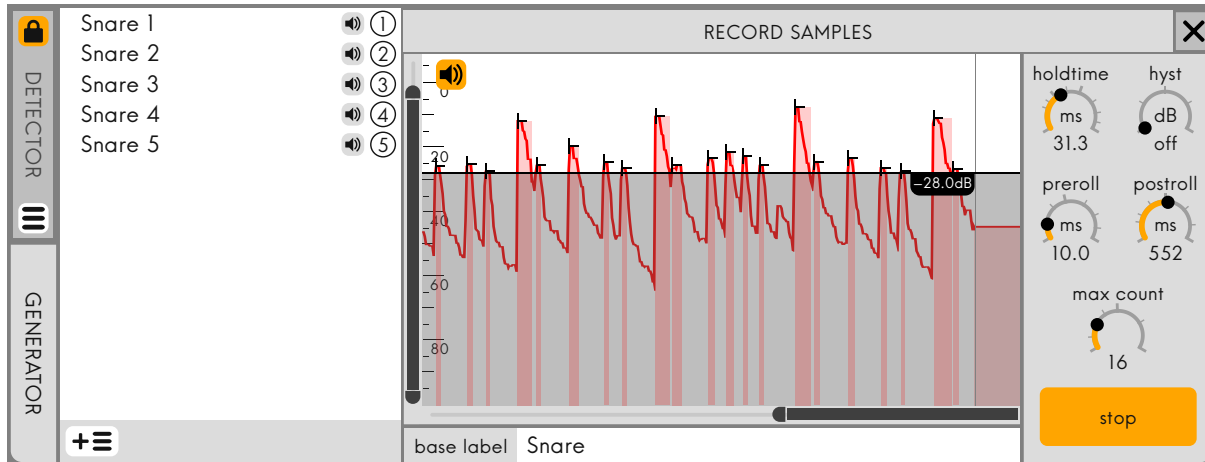 DETECTOR
GENERATOR
Snare 1 1
Snare 2 2
Snare 3 3
Snare 4 4
Snare 5 5
RECORD SAMPLES
0
20
40
60
80
−28.0dB
base label Snare
holdtime hyst
ms dB
31.3 off
preroll postroll
ms ms
10.0 552
max count
16
stop